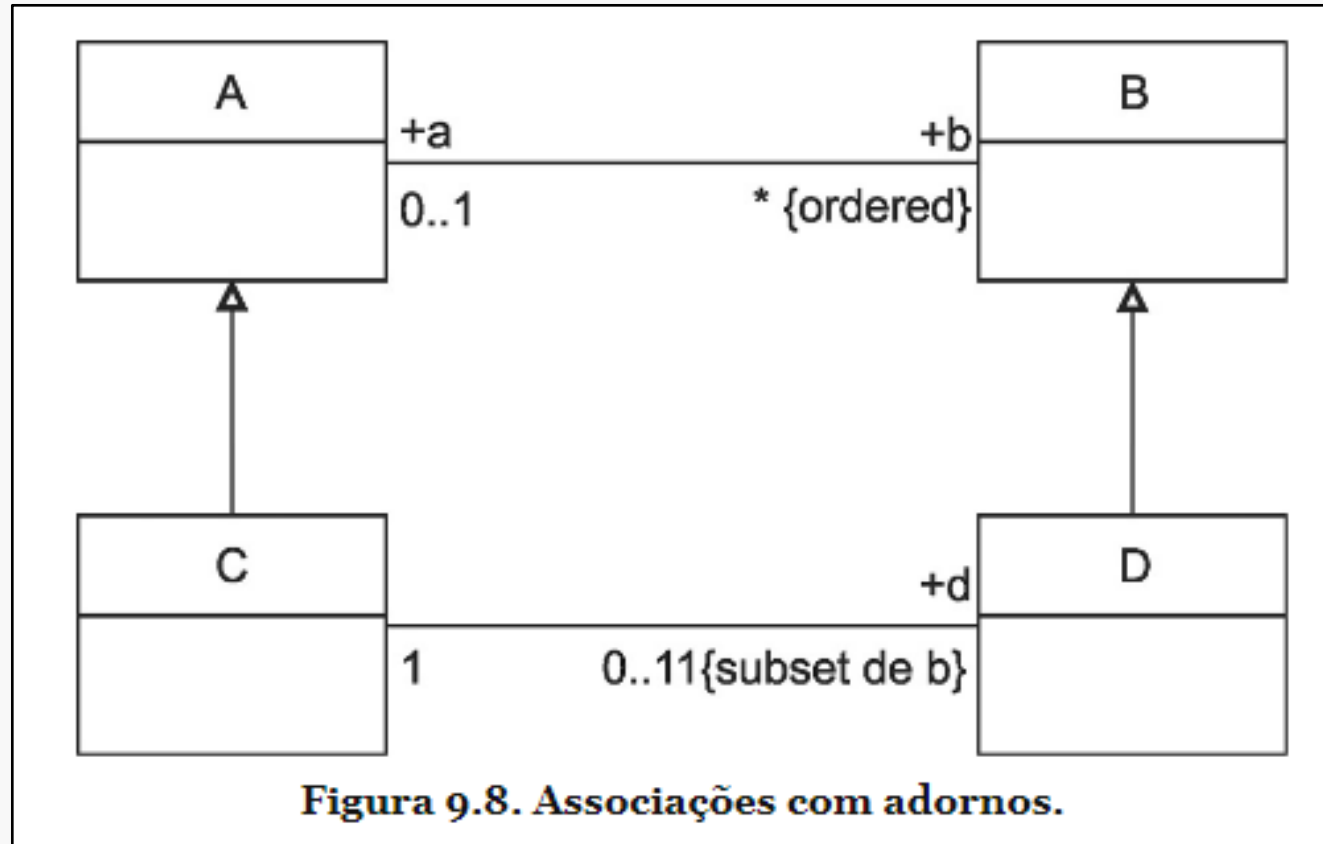 A
B
+a
+b
0..1
* {ordered}
C
D
+d
1
0..11{subset de b}
Figura 9.8. Associações com adornos.